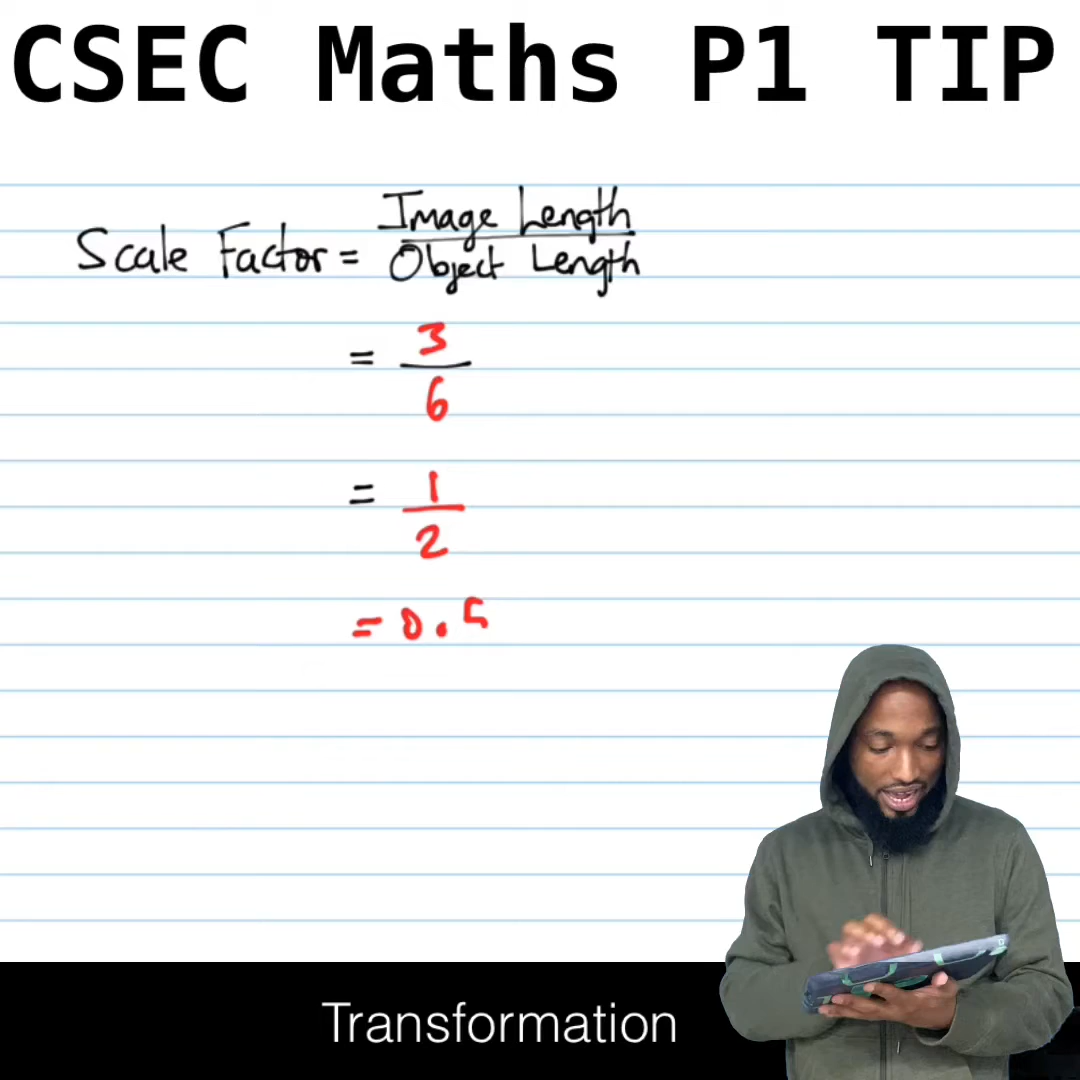 CSEC Maths P1 TIP
Scale Factor = Image Length / Object Length
= 3 / 6
= 1 / 2
= 0.5
Transformation